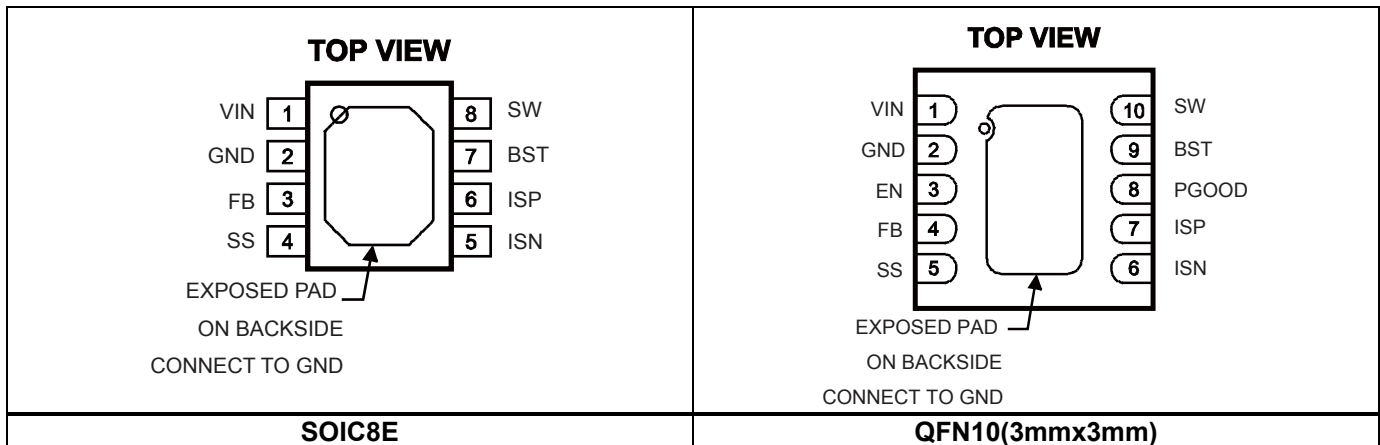 TOP VIEW
VIN 1 8 SW
GND 2 7 BST
FB 3 6 ISP
SS 4 5 ISN
EXPOSED PAD
ON BACKSIDE
CONNECT TO GND
SOIC8E
TOP VIEW
VIN 1 10 SW
GND 2 9 BST
EN 3 8 PGOOD
FB 4 7 ISP
SS 5 6 ISN
EXPOSED PAD
ON BACKSIDE
CONNECT TO GND
QFN10(3mmx3mm)